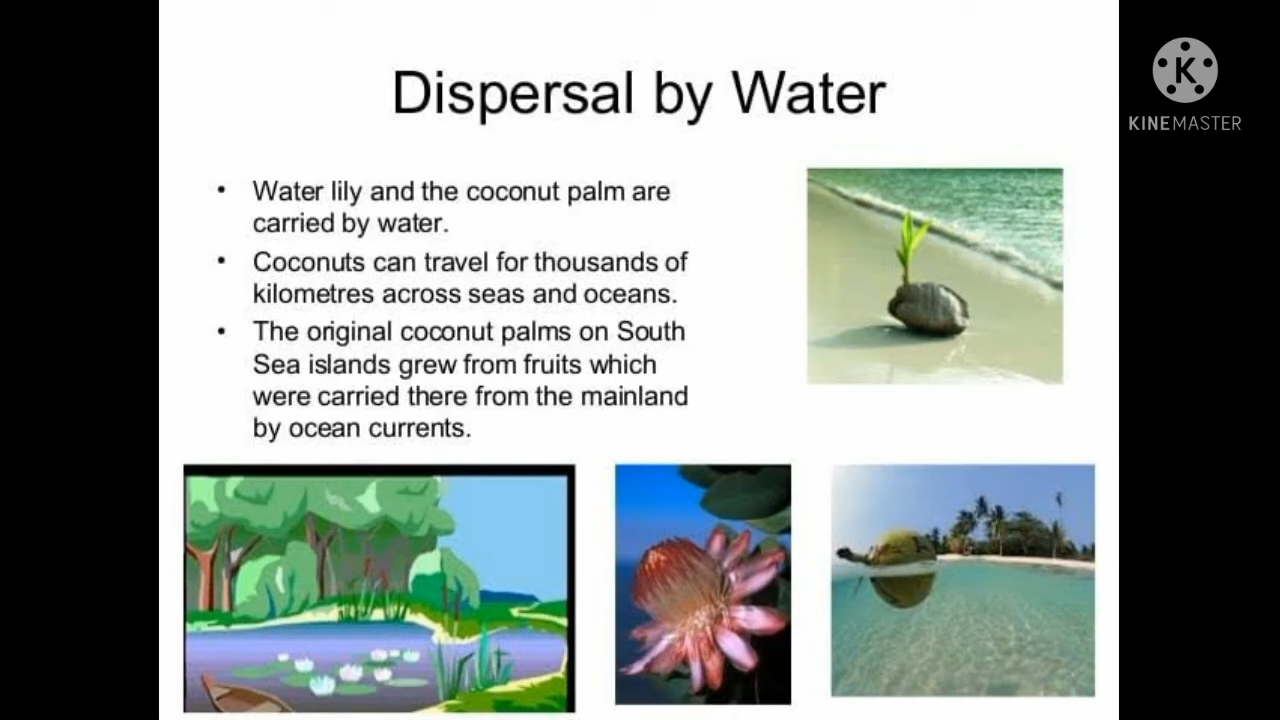 Dispersal by Water
• Water lily and the coconut palm are
carried by water.
• Coconuts can travel for thousands of
kilometres across seas and oceans.
• The original coconut palms on South
Sea islands grew from fruits which
were carried there from the mainland
by ocean currents.
K
KINEMASTER